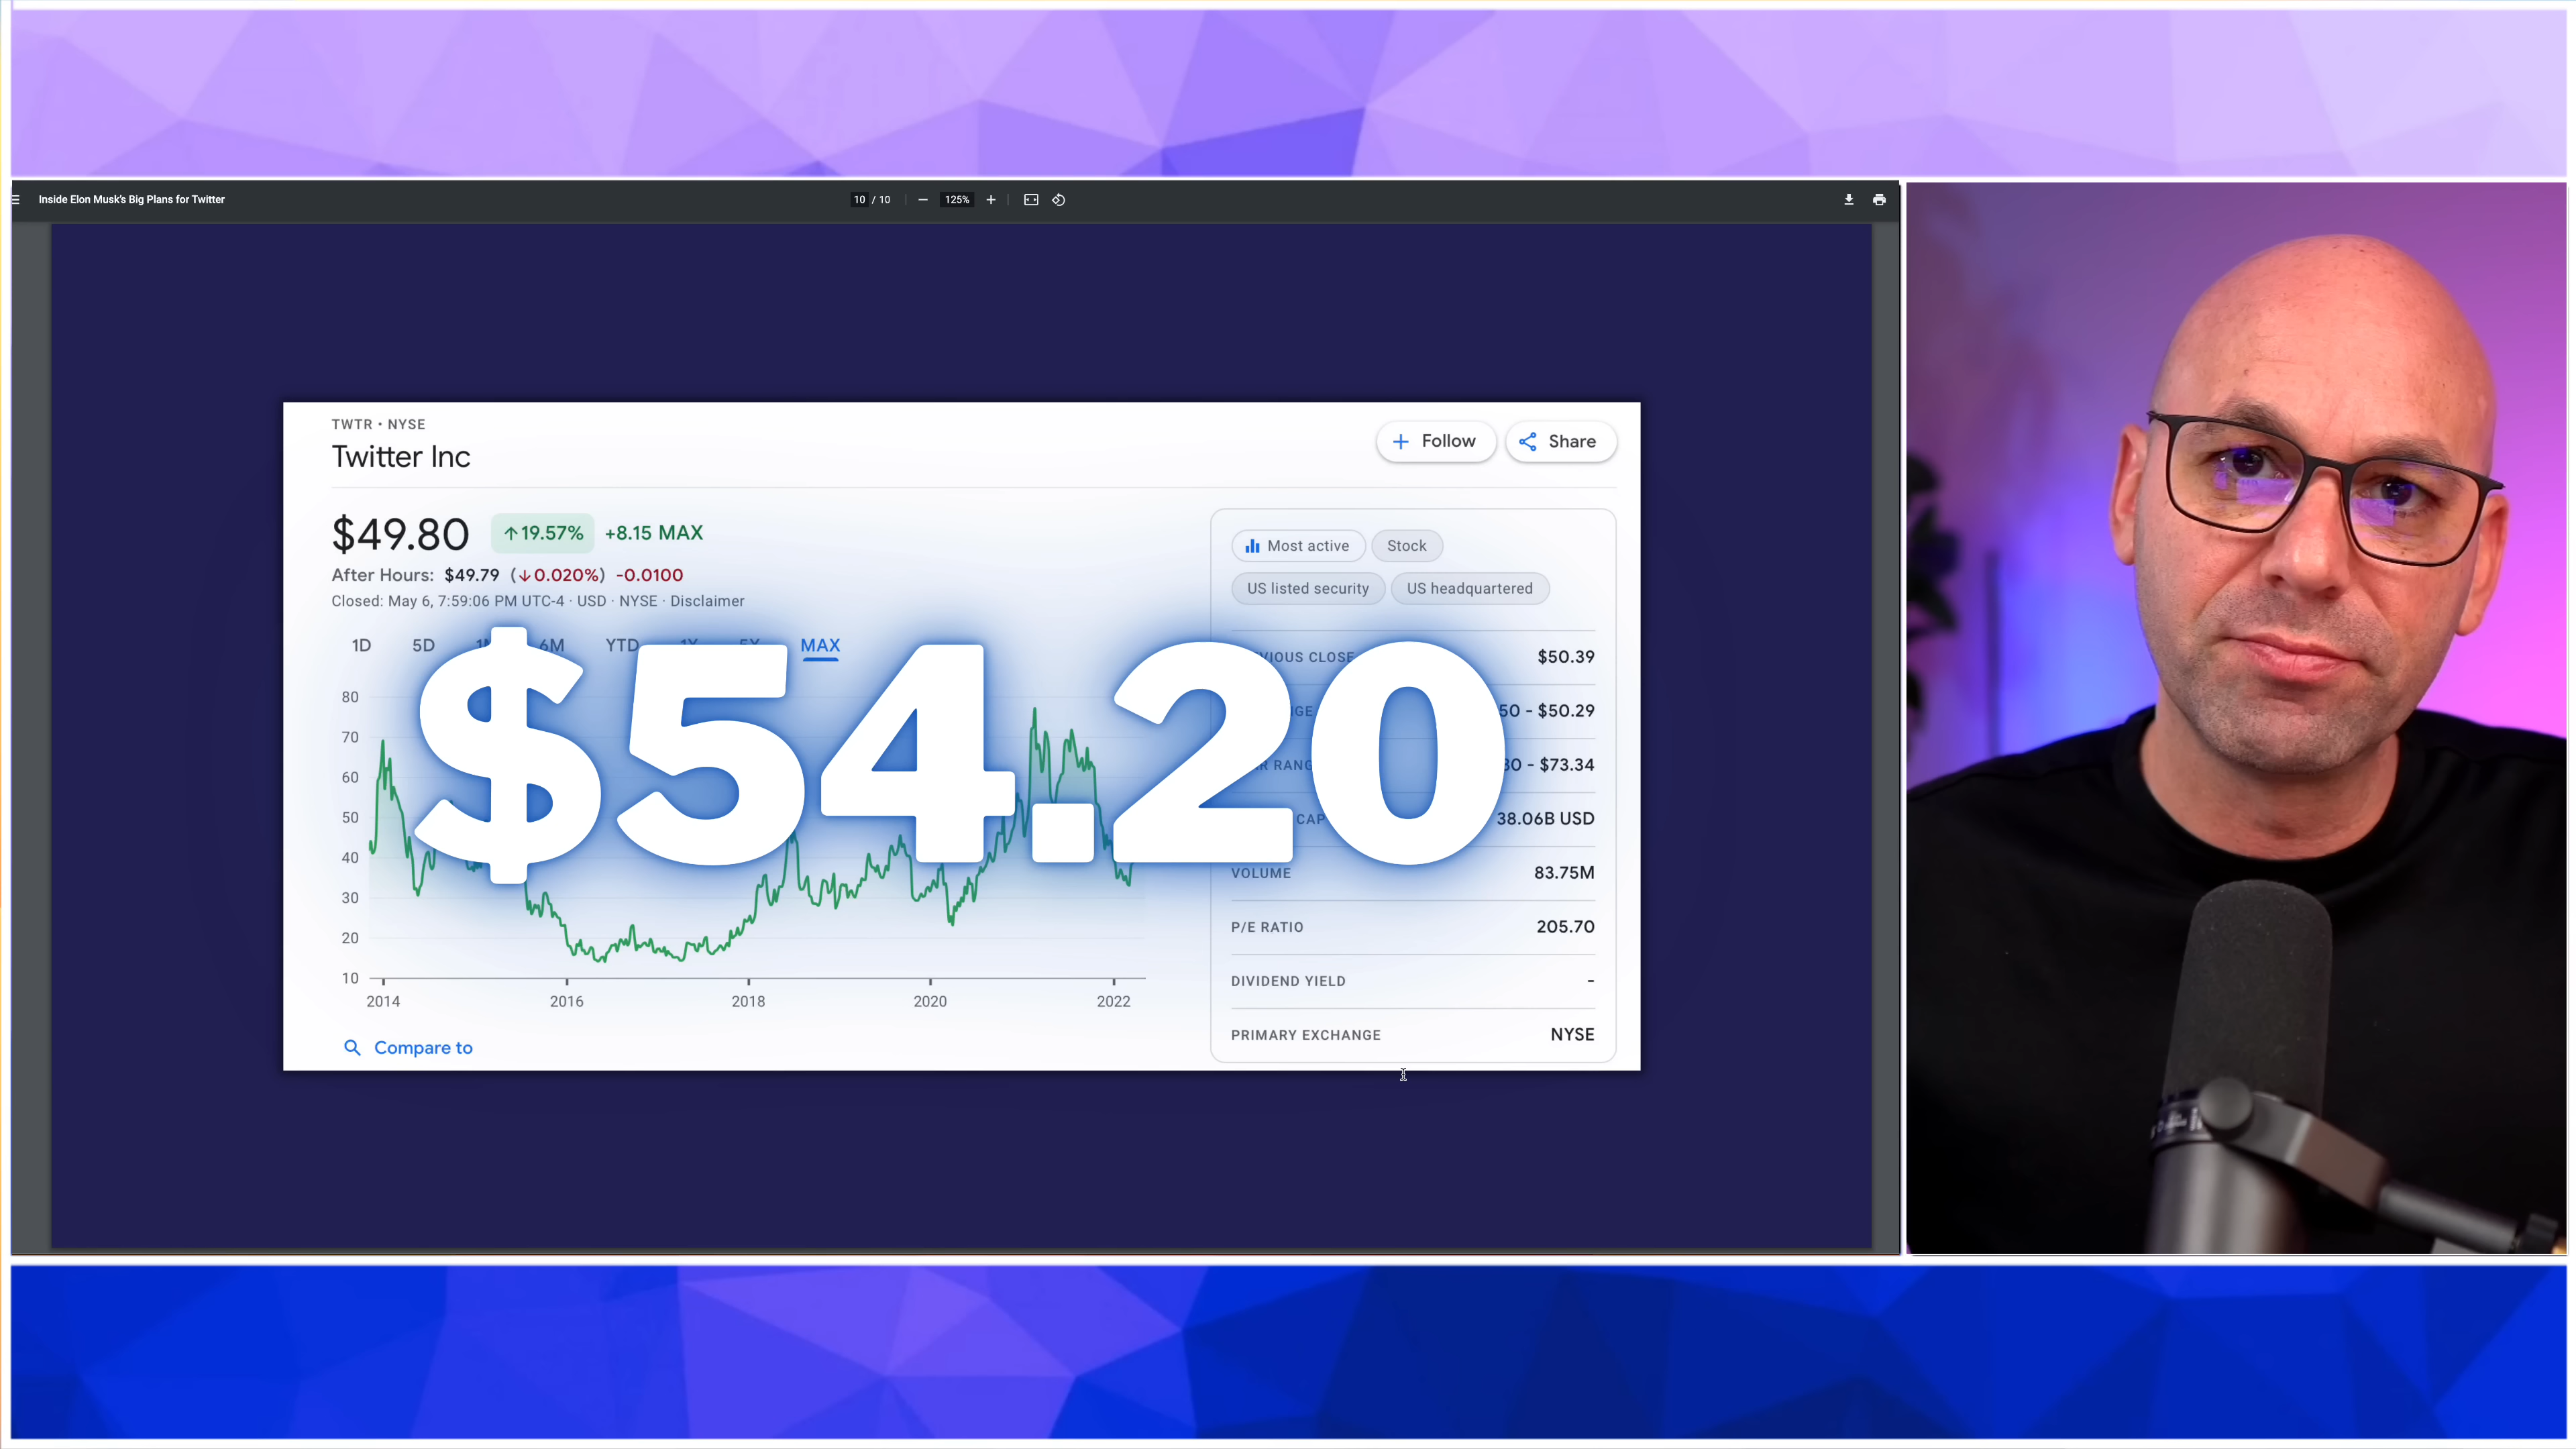 Inside Elon Musk's Big Plans for Twitter
10 / 10
125%
TWTR • NYSE
Twitter Inc
Follow
Share
$49.80
↑19.57%
+8.15 MAX
After Hours: $49.79 (↓0.020%) -0.0100
Closed: May 6, 7:59:06 PM UTC-4 · USD · NYSE · Disclaimer
Most active
Stock
US listed security
US headquartered
1D 5D 6M YTD MAX
$54.20
80
70
60
50
40
30
20
10
2014 2016 2018 2020 2022
Compare to
CLOSE $50.39
- $50.29
- $73.34
CAP 38.06B USD
VOLUME 83.75M
P/E RATIO 205.70
DIVIDEND YIELD -
PRIMARY EXCHANGE NYSE